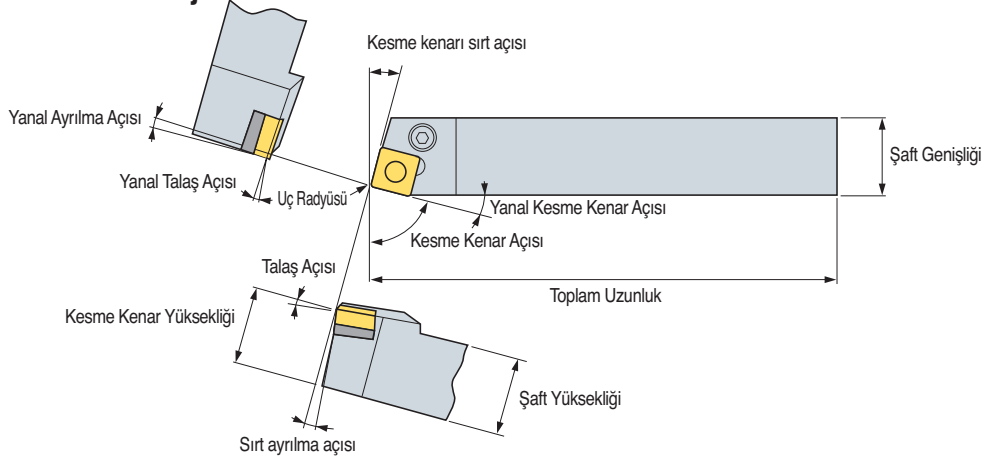 Kesme kenarı sırt açısı
Yanal Ayrılma Açısı
Şaft Genişliği
Yanal Talaş Açısı
Uç Radyüsü
Yanal Kesme Kenar Açısı
Kesme Kenar Açısı
Talaş Açısı
Toplam Uzunluk
Kesme Kenar Yüksekliği
Şaft Yüksekliği
Sırt ayrılma açısı